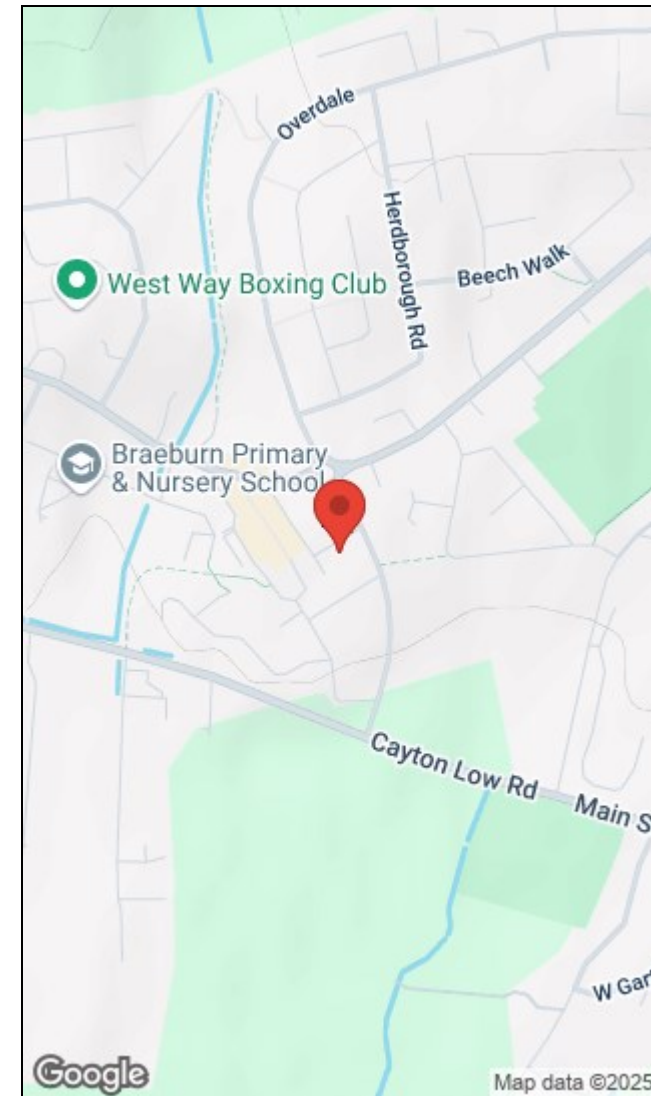 Overdale
Herdborough Rd
Beech Walk
West Way Boxing Club
Braeburn Primary
& Nursery School
Cayton Low Rd
Main S
W Gar
Google
Map data ©2025